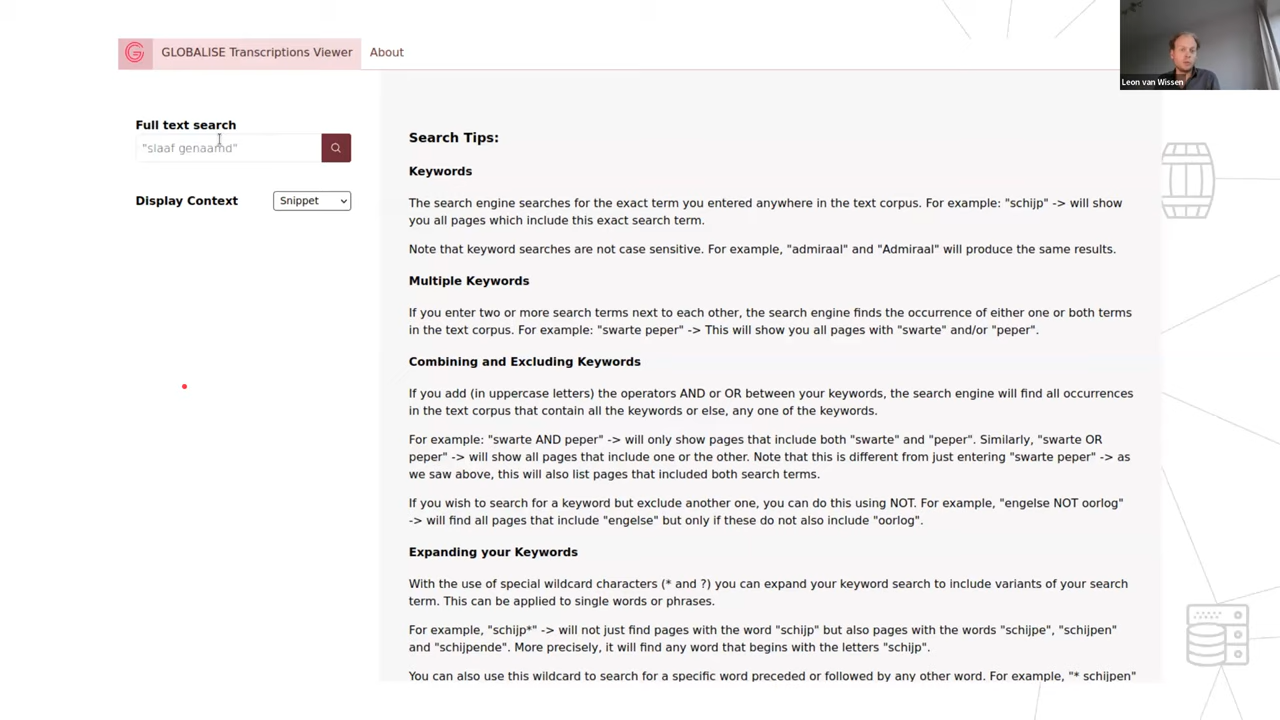 GLOBALISE Transcriptions Viewer
About
Leon van Wissen
Full text search
"slaaf genaamd"
Display Context
Snippet
Search Tips:
Keywords
The search engine searches for the exact term you entered anywhere in the text corpus. For example: "schijp" -> will show
you all pages which include this exact search term.
Note that keyword searches are not case sensitive. For example, "admiraal" and "Admiraal" will produce the same results.
Multiple Keywords
If you enter two or more search terms next to each other, the search engine finds the occurrence of either one or both terms
in the text corpus. For example: "swarte peper" -> This will show you all pages with "swarte" and/or "peper".
Combining and Excluding Keywords
If you add (in uppercase letters) the operators AND or OR between your keywords, the search engine will find all occurrences
in the text corpus that contain all the keywords or else, any one of the keywords.
For example: "swarte AND peper" -> will only show pages that include both "swarte" and "peper". Similarly, "swarte OR
peper" -> will show all pages that include one or the other. Note that this is different from just entering "swarte peper" -> as
we saw above, this will also list pages that included both search terms.
If you wish to search for a keyword but exclude another one, you can do this using NOT. For example, "engelse NOT oorlog"
-> will find all pages that include "engelse" but only if these do not also include "oorlog".
Expanding your Keywords
With the use of special wildcard characters (* and ?) you can expand your keyword search to include variants of your search
term. This can be applied to single words or phrases.
For example, "schijp*" -> will not just find pages with the word "schijp" but also pages with the words "schijpe", "schijpen"
and "schijpende". More precisely, it will find any word that begins with the letters "schijp".
You can also use this wildcard to search for a specific word preceded or followed by any other word. For example, "* schijpen"